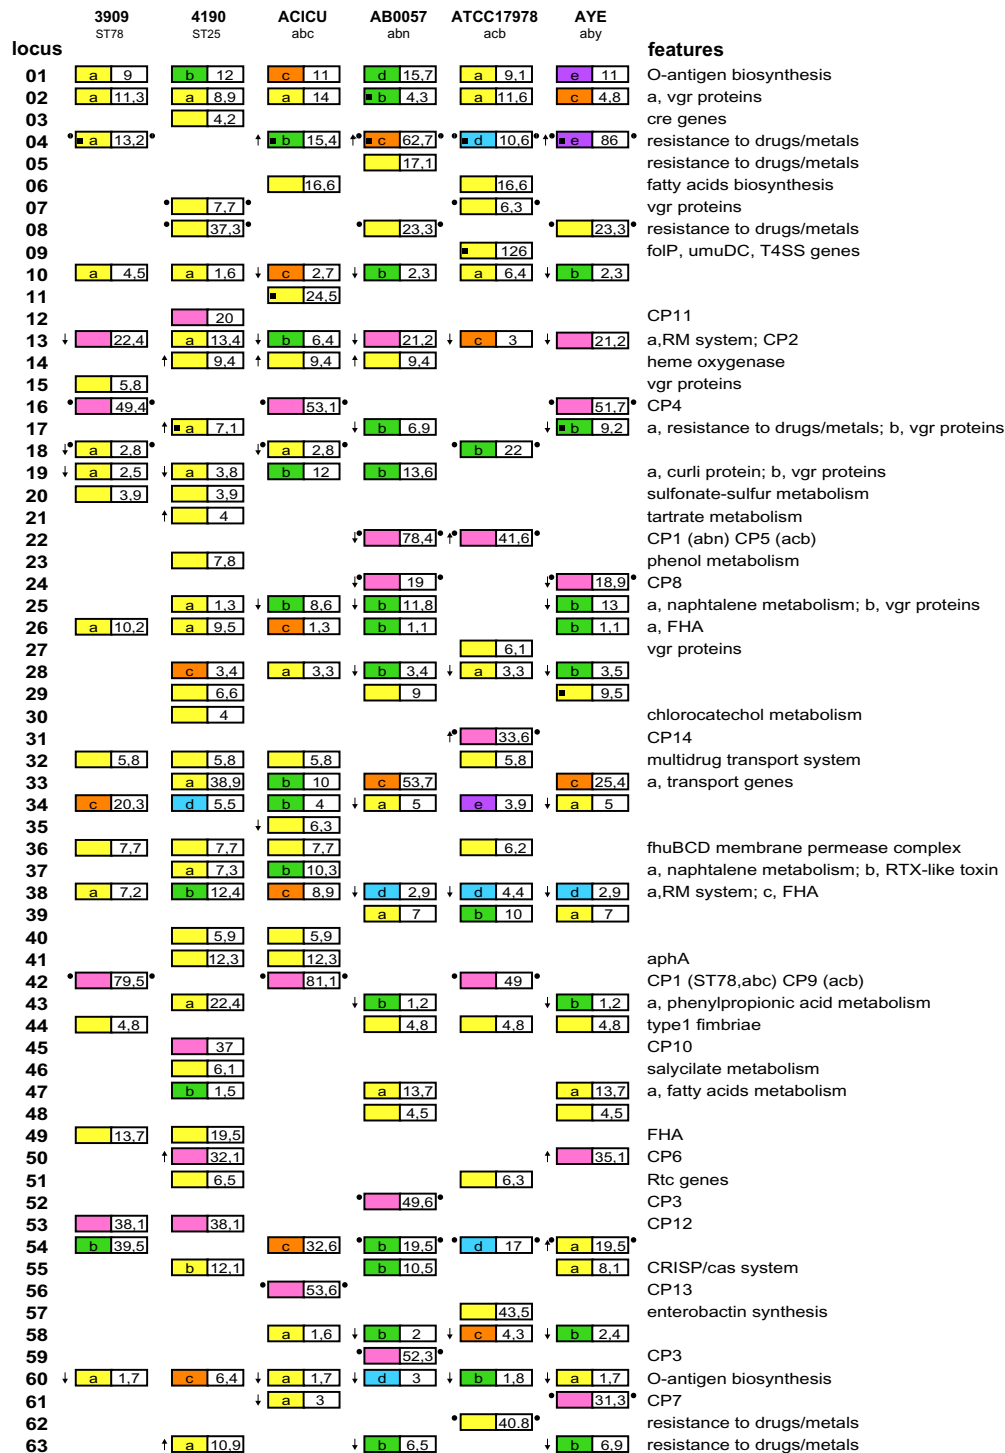 3909 4190 ACICU AB0057 ATCC17978 AYE
ST78 ST25 abc abn acb aby
locus features
01 a 9 b 12 c 11 d 15,7 a 9,1 e 11 O-antigen biosynthesis
02 a 11,3 a 8,9 a 14 b 4,3 a 11,6 c 4,8 a, vgr proteins
03 4,2 cre genes
04 a 13,2 b 15,4 c 62,7 d 10,6 e 86 resistance to drugs/metals
05 17,1 resistance to drugs/metals
06 16,6 16,6 fatty acids biosynthesis
07 7,7 6,3 vgr proteins
08 37,3 23,3 23,3 resistance to drugs/metals
09 126 folP, umuDC, T4SS genes
10 a 4,5 a 1,6 ↓ c 2,7 ↓ b 2,3 a 6,4 ↓ b 2,3
11 24,5
12 20 CP11
13 ↓ 22,4 a 13,4 ↓ b 6,4 ↓ 21,2 ↓ c 3 ↓ 21,2 a,RM system; CP2
14 ↑ 9,4 ↑ 9,4 ↑ 9,4 heme oxygenase
15 5,8 vgr proteins
16 49,4 53,1 51,7 CP4
17 ↑ a 7,1 ↓ b 6,9 ↓ b 9,2 a, resistance to drugs/metals; b, vgr proteins
18 ↓ a 2,8 ↓ a 2,8 b 22
19 ↓ a 2,5 ↓ a 3,8 b 12 b 13,6 a, curli protein; b, vgr proteins
20 3,9 3,9 sulfonate-sulfur metabolism
21 ↑ 4 tartrate metabolism
22 ↓ 78,4 ↑ 41,6 CP1 (abn) CP5 (acb)
23 7,8 phenol metabolism
24 ↓ 19 ↓ 18,9 CP8
25 a 1,3 ↓ b 8,6 ↓ b 11,8 ↓ b 13 a, naphtalene metabolism; b, vgr proteins
26 a 10,2 a 9,5 c 1,3 b 1,1 b 1,1 a, FHA
27 6,1 vgr proteins
28 c 3,4 a 3,3 ↓ b 3,4 ↓ a 3,3 ↓ b 3,5
29 6,6 9 9,5
30 4 chlorocatechol metabolism
31 ↑ 33,6 CP14
32 5,8 5,8 5,8 5,8 multidrug transport system
33 a 38,9 b 10 c 53,7 c 25,4 a, transport genes
34 c 20,3 d 5,5 b 4 ↓ a 5 e 3,9 ↓ a 5
35 ↓ 6,3
36 7,7 7,7 7,7 6,2 fhuBCD membrane permease complex
37 a 7,3 b 10,3 a, naphtalene metabolism; b, RTX-like toxin
38 a 7,2 b 12,4 c 8,9 ↓ d 2,9 ↓ d 4,4 ↓ d 2,9 a,RM system; c, FHA
39 a 7 b 10 a 7
40 5,9 5,9
41 12,3 12,3 aphA
42 79,5 81,1 49 CP1 (ST78,abc) CP9 (acb)
43 a 22,4 ↓ b 1,2 ↓ b 1,2 a, phenylpropionic acid metabolism
44 4,8 4,8 4,8 4,8 type1 fimbriae
45 37 CP10
46 6,1 salycilate metabolism
47 b 1,5 a 13,7 a 13,7 a, fatty acids metabolism
48 4,5 4,5
49 13,7 19,5 FHA
50 ↑ 32,1 ↑ 35,1 CP6
51 6,5 6,3 Rtc genes
52 49,6 CP3
53 38,1 38,1 CP12
54 b 39,5 c 32,6 b 19,5 d 17 ↑ a 19,5
55 b 12,1 b 10,5 a 8,1 CRISP/cas system
56 53,6 CP13
57 43,5 enterobactin synthesis
58 a 1,6 ↓ b 2 ↓ c 4,3 ↓ b 2,4
59 52,3 CP3
60 ↓ a 1,7 c 6,4 ↓ a 1,7 ↓ d 3 ↓ b 1,8 ↓ a 1,7 O-antigen biosynthesis
61 ↓ a 3 31,3 CP7
62 40.8 resistance to drugs/metals
63 ↑ a 10,9 ↓ b 6,5 ↓ b 6,9 resistance to drugs/metals